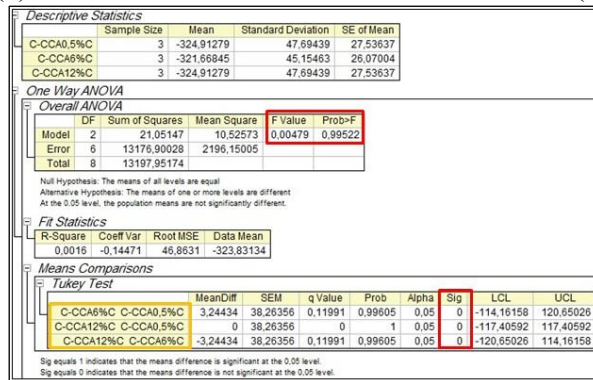 Descriptive Statistics
Sample Size Mean Standard Deviation SE of Mean
C-CCA0,5%C 3 -324,91279 47,69439 27,53637
C-CCA6%C 3 -321,66845 45,15463 26,07004
C-CCA12%C 3 -324,91279 47,69439 27,53637
One Way ANOVA
Overall ANOVA
DF Sum of Squares Mean Square F Value Prob>F
Model 2 21,05147 10,52573 0,00479 0,99522
Error 6 13176,90028 2196,15005
Total 8 13197,95174
Null Hypothesis: The means of all levels are equal
Alternative Hypothesis: The means of one or more levels are different
At the 0.05 level, the population means are not significantly different.
Fit Statistics
R-Square Coeff Var Root MSE Data Mean
0,0016 -0,14471 46,8631 -323,83134
Means Comparisons
Tukey Test
MeanDiff SEM q Value Prob Alpha Sig LCL UCL
C-CCA6%C C-CCA0,5%C 3,24434 38,26356 0,11991 0,99605 0,05 0 -114,16158 120,65026
C-CCA12%C C-CCA0,5%C 0 38,26356 0 1 0,05 0 -117,40592 117,40592
C-CCA12%C C-CCA6%C -3,24434 38,26356 0,11991 0,99605 0,05 0 -120,65026 114,16158
Sig equals 1 indicates that the means difference is significant at the 0,05 level.
Sig equals 0 indicates that the means difference is not significant at the 0,05 level.